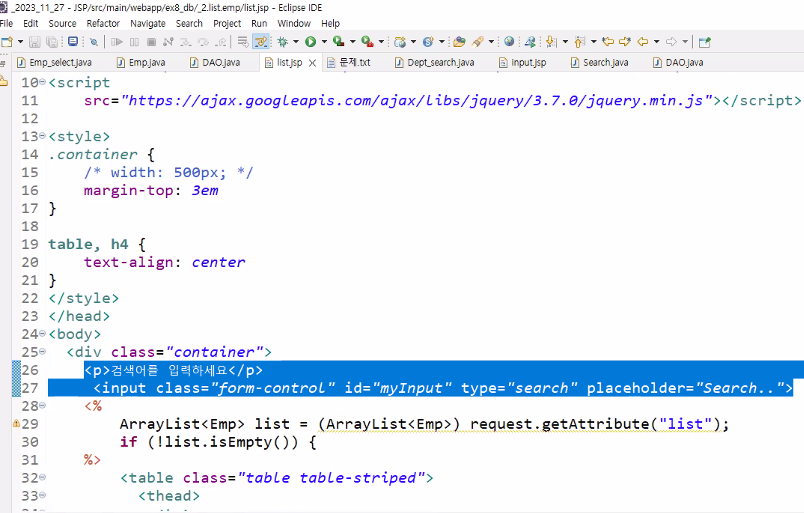 _2023_11_27 - JSP/src/main/webapp/ex8_db/_2.list.emp/list.jsp - Eclipse IDE
File Edit Source Refactor Navigate Search Project Run Window Help
Emp_select.java Emp.java DAO.java list.jsp 문제.txt Dept_search.java input.jsp Search.java DAO.java
10 <script
11 src="https://ajax.googleapis.com/ajax/libs/jquery/3.7.0/jquery.min.js"></script>
12
13 <style>
14 .container {
15 /* width: 500px; */
16 margin-top: 3em
17 }
18
19 table, h4 {
20 text-align: center
21 }
22 </style>
23 </head>
24 <body>
25 <div class="container">
26 <p>검색어를 입력하세요</p>
27 <input class="form-control" id="myInput" type="search" placeholder="Search..">
28 <%
29 ArrayList<Emp> list = (ArrayList<Emp>) request.getAttribute("list");
30 if (!list.isEmpty()) {
31 %>
32 <table class="table table-striped">
33 <thead>